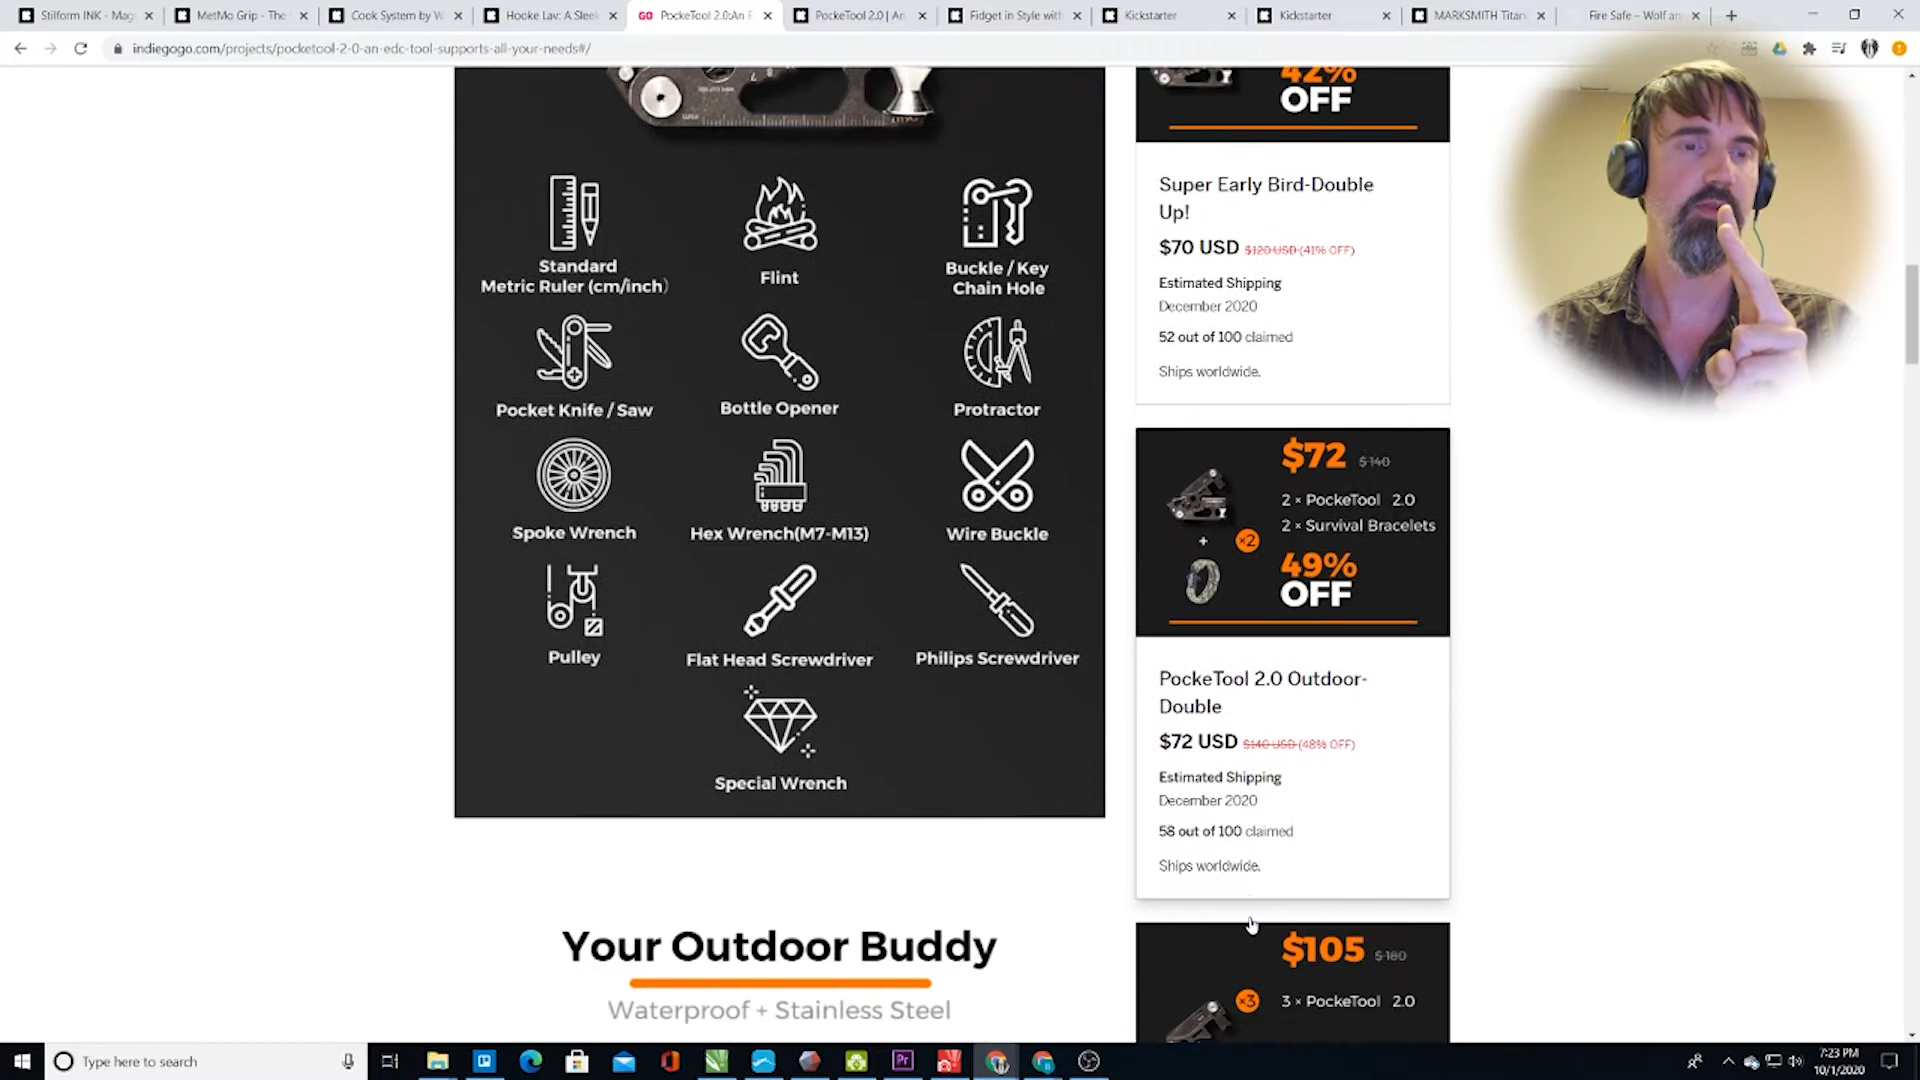 Stilform INK - Mag
MetMo Grip - The
Cook System by W
Hooke Lav: A Sleek
GO PockeTool 2.0:An E
PockeTool 2.0 | An
Fidget in Style with
Kickstarter
Kickstarter
MARKSMITH Titan
Fire Safe – Wolf an
indiegogo.com/projects/pocketool-2-0-an-edc-tool-supports-all-your-needs#/
Standard
Metric Ruler (cm/inch)
Flint
Buckle / Key
Chain Hole
Pocket Knife / Saw
Bottle Opener
Protractor
Spoke Wrench
Hex Wrench(M7-M13)
Wire Buckle
Pulley
Flat Head Screwdriver
Philips Screwdriver
Special Wrench
Your Outdoor Buddy
Waterproof + Stainless Steel
42%
OFF
Super Early Bird-Double
Up!
$70 USD $120 USD (41% OFF)
Estimated Shipping
December 2020
52 out of 100 claimed
Ships worldwide.
$72 $140
2 × PockeTool 2.0
2 × Survival Bracelets
+
×2
49%
OFF
PockeTool 2.0 Outdoor-
Double
$72 USD $140 USD (48% OFF)
Estimated Shipping
December 2020
58 out of 100 claimed
Ships worldwide.
$105 $180
×3
3 × PockeTool 2.0
Type here to search
Pr
7:23 PM
10/1/2020